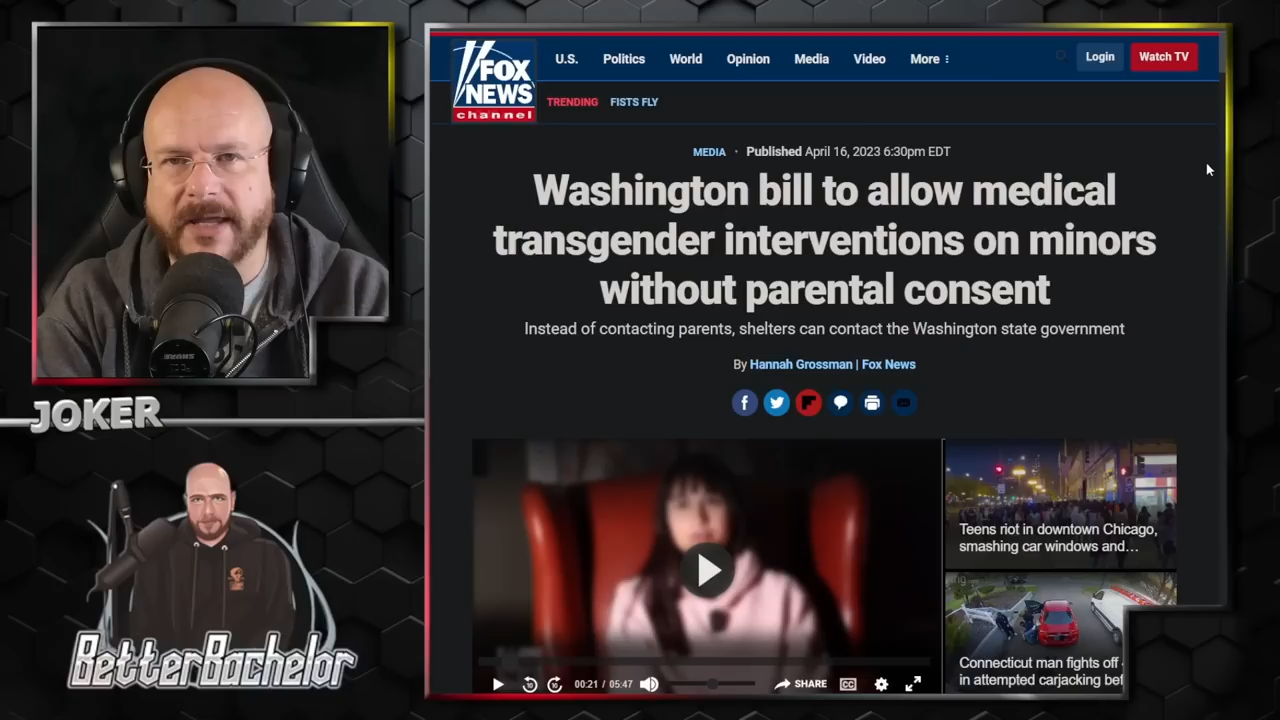 JOKER
BetterBachelor
SHURE
FOX
NEWS
channel
U.S. Politics World Opinion Media Video More
Login
Watch TV
TRENDING FISTS FLY
MEDIA · Published April 16, 2023 6:30pm EDT
Washington bill to allow medical
transgender interventions on minors
without parental consent
Instead of contacting parents, shelters can contact the Washington state government
By Hannah Grossman | Fox News
Teens riot in downtown Chicago,
smashing car windows and…
Connecticut man fights off
in attempted carjacking
00:21 / 05:47
SHARE
CC